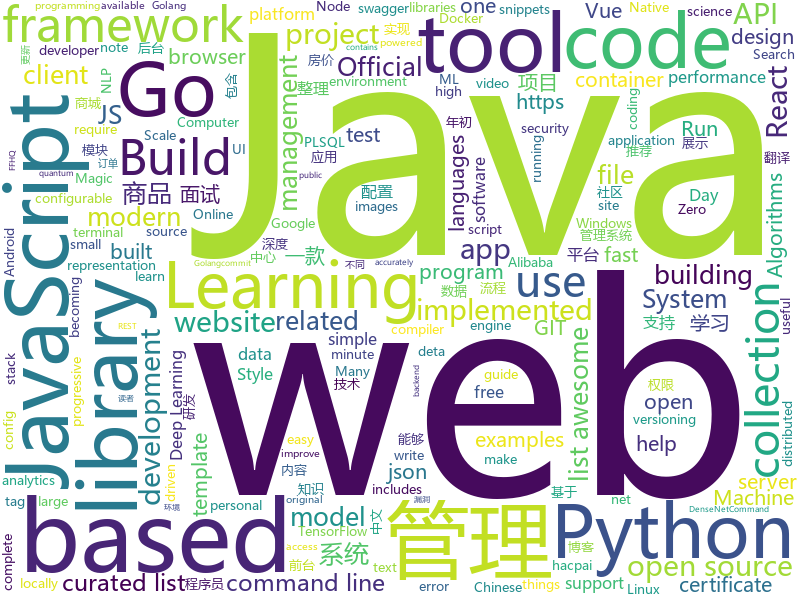 programming available Golang
framework
platform
Node
swagger libraries
snippets
Vue
Native
science
Search
API
developer note 后台
更新
Many
tool
code
project
Docker
one
实现
powered
房价
contains
design
client
NLP
包含
browser
Official
environment
ML
video
high
container
performance
React
商城
require
JS
management
整理
https
项目
coding
Scale
Computer
UI
PLSQL
test
languages
software
年初
security
application
展示
Run
Java
JavaScript
Go
Build
模块
订单
quantum
FFHQ
Magic
商品
面试
应用
running
推荐
翻译
Day
configurable
Online
配置
images
file
社区
site
Zero
modern
terminal
source
深度
Google
一款
中心
app
script
Windows
管理系统
public
Android
small
representation
built
learn
program
Alibaba
平台
fast
Algorithms
accurately
Learning
use
building
library
becoming
website
related
implemented
System
web
stack
progressive
development
simple
minute
compiler
engine
GIT
支持
学习
流程
Golangcommit
不同
REST
Deep Learning
data
Style
deta
Many
技术
list awesome
collection
useful
distributed
config
研发
driven
template
free
guide
open
权限
versioning
backend
analytics
easy
write
examples
help
tag
large
内容
能够
make
based
管理
Python
json
server
Machine
locally
知识
personal
includes
improve
基于
net
博客
hacpai
complete
model
系统
TensorFlow
中文
环境
original
漏洞
DenseNetCommand
open source
things
curated list
程序员
command line
前台
text
error
Chinese
access
support
Linux
certificate
读者
数据